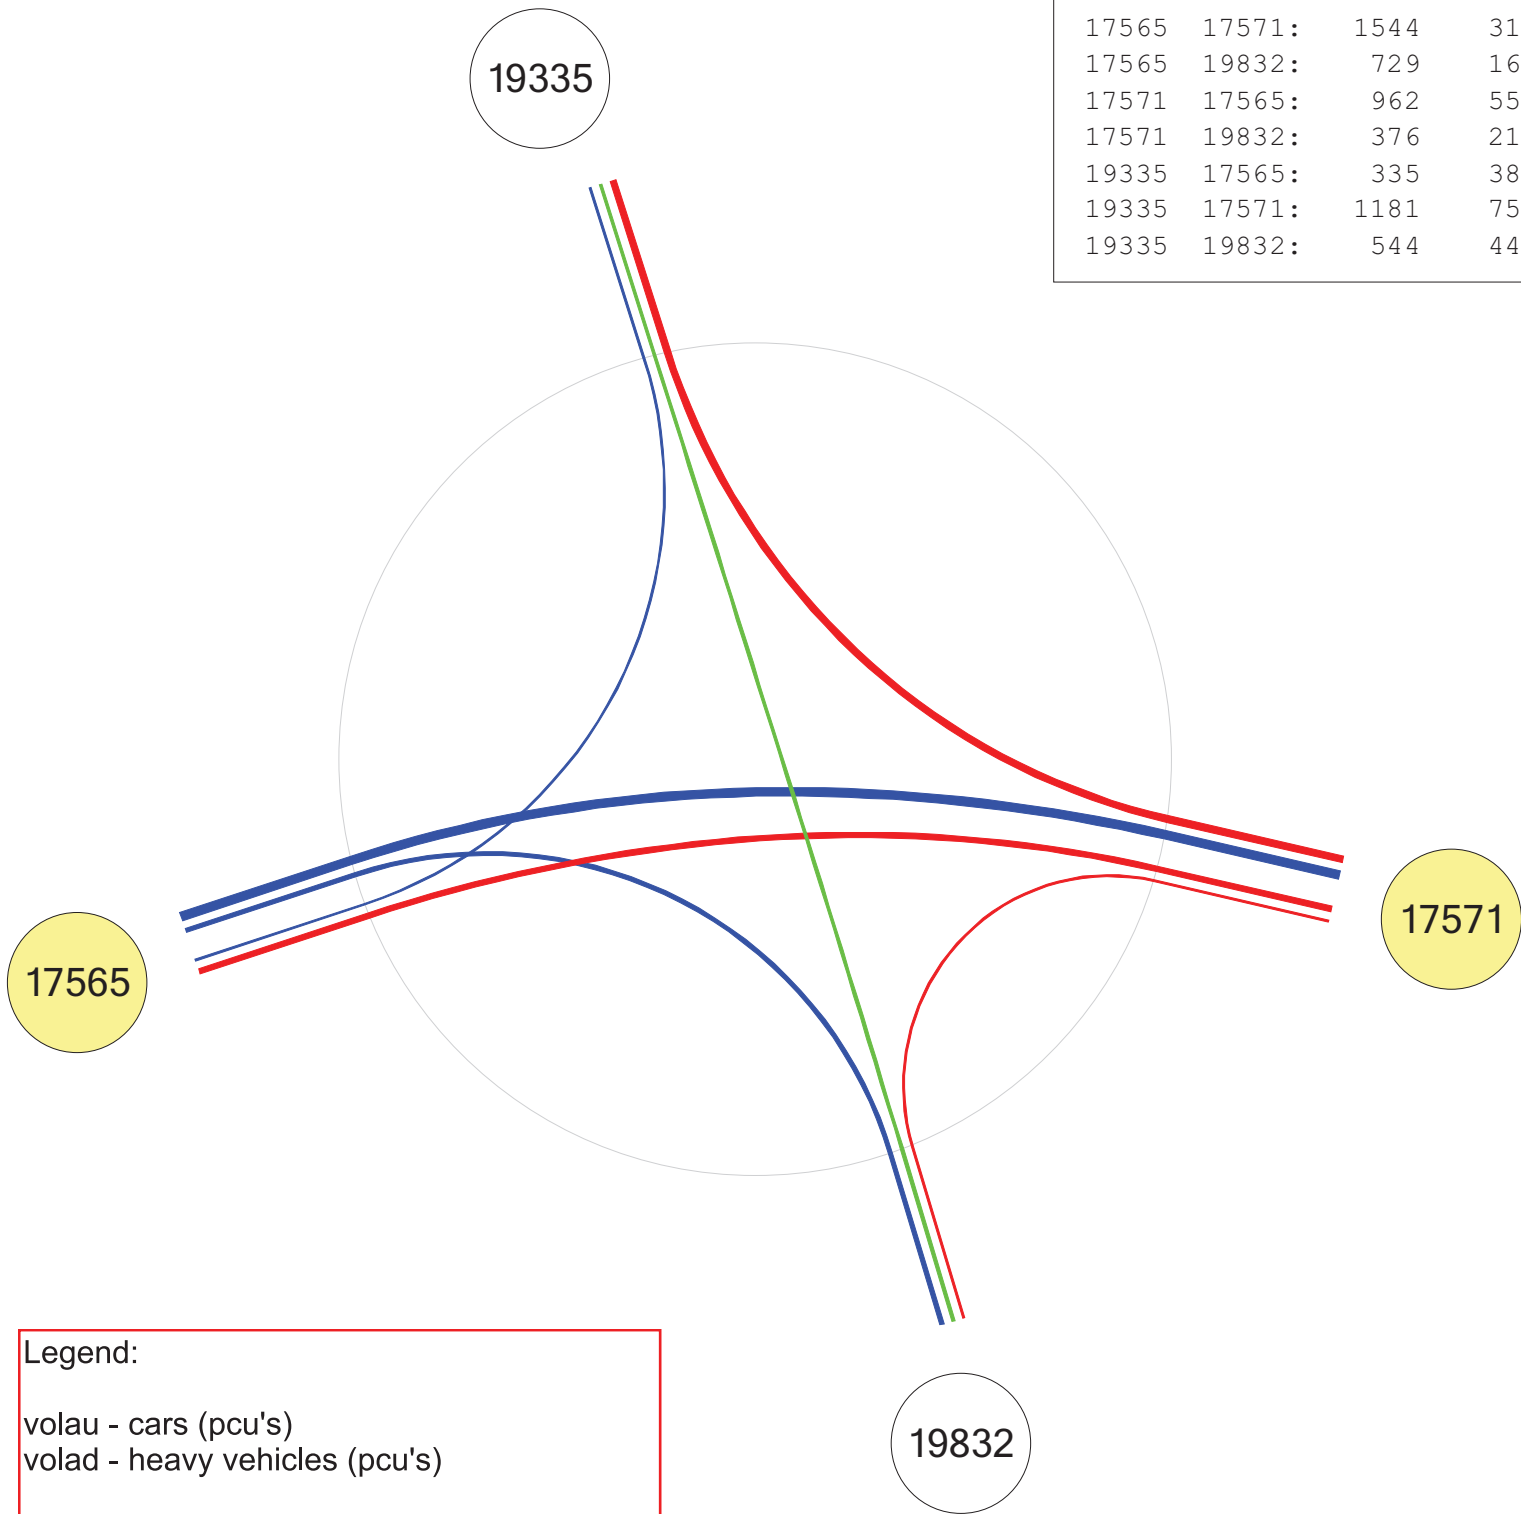 17565 17571: 1544 31
17565 19832: 729 16
17571 17565: 962 55
17571 19832: 376 21
19335 17565: 335 38
19335 17571: 1181 75
19335 19832: 544 44
19335
17571
17565
19832
Legend:
volau - cars (pcu's)
volad - heavy vehicles (pcu's)